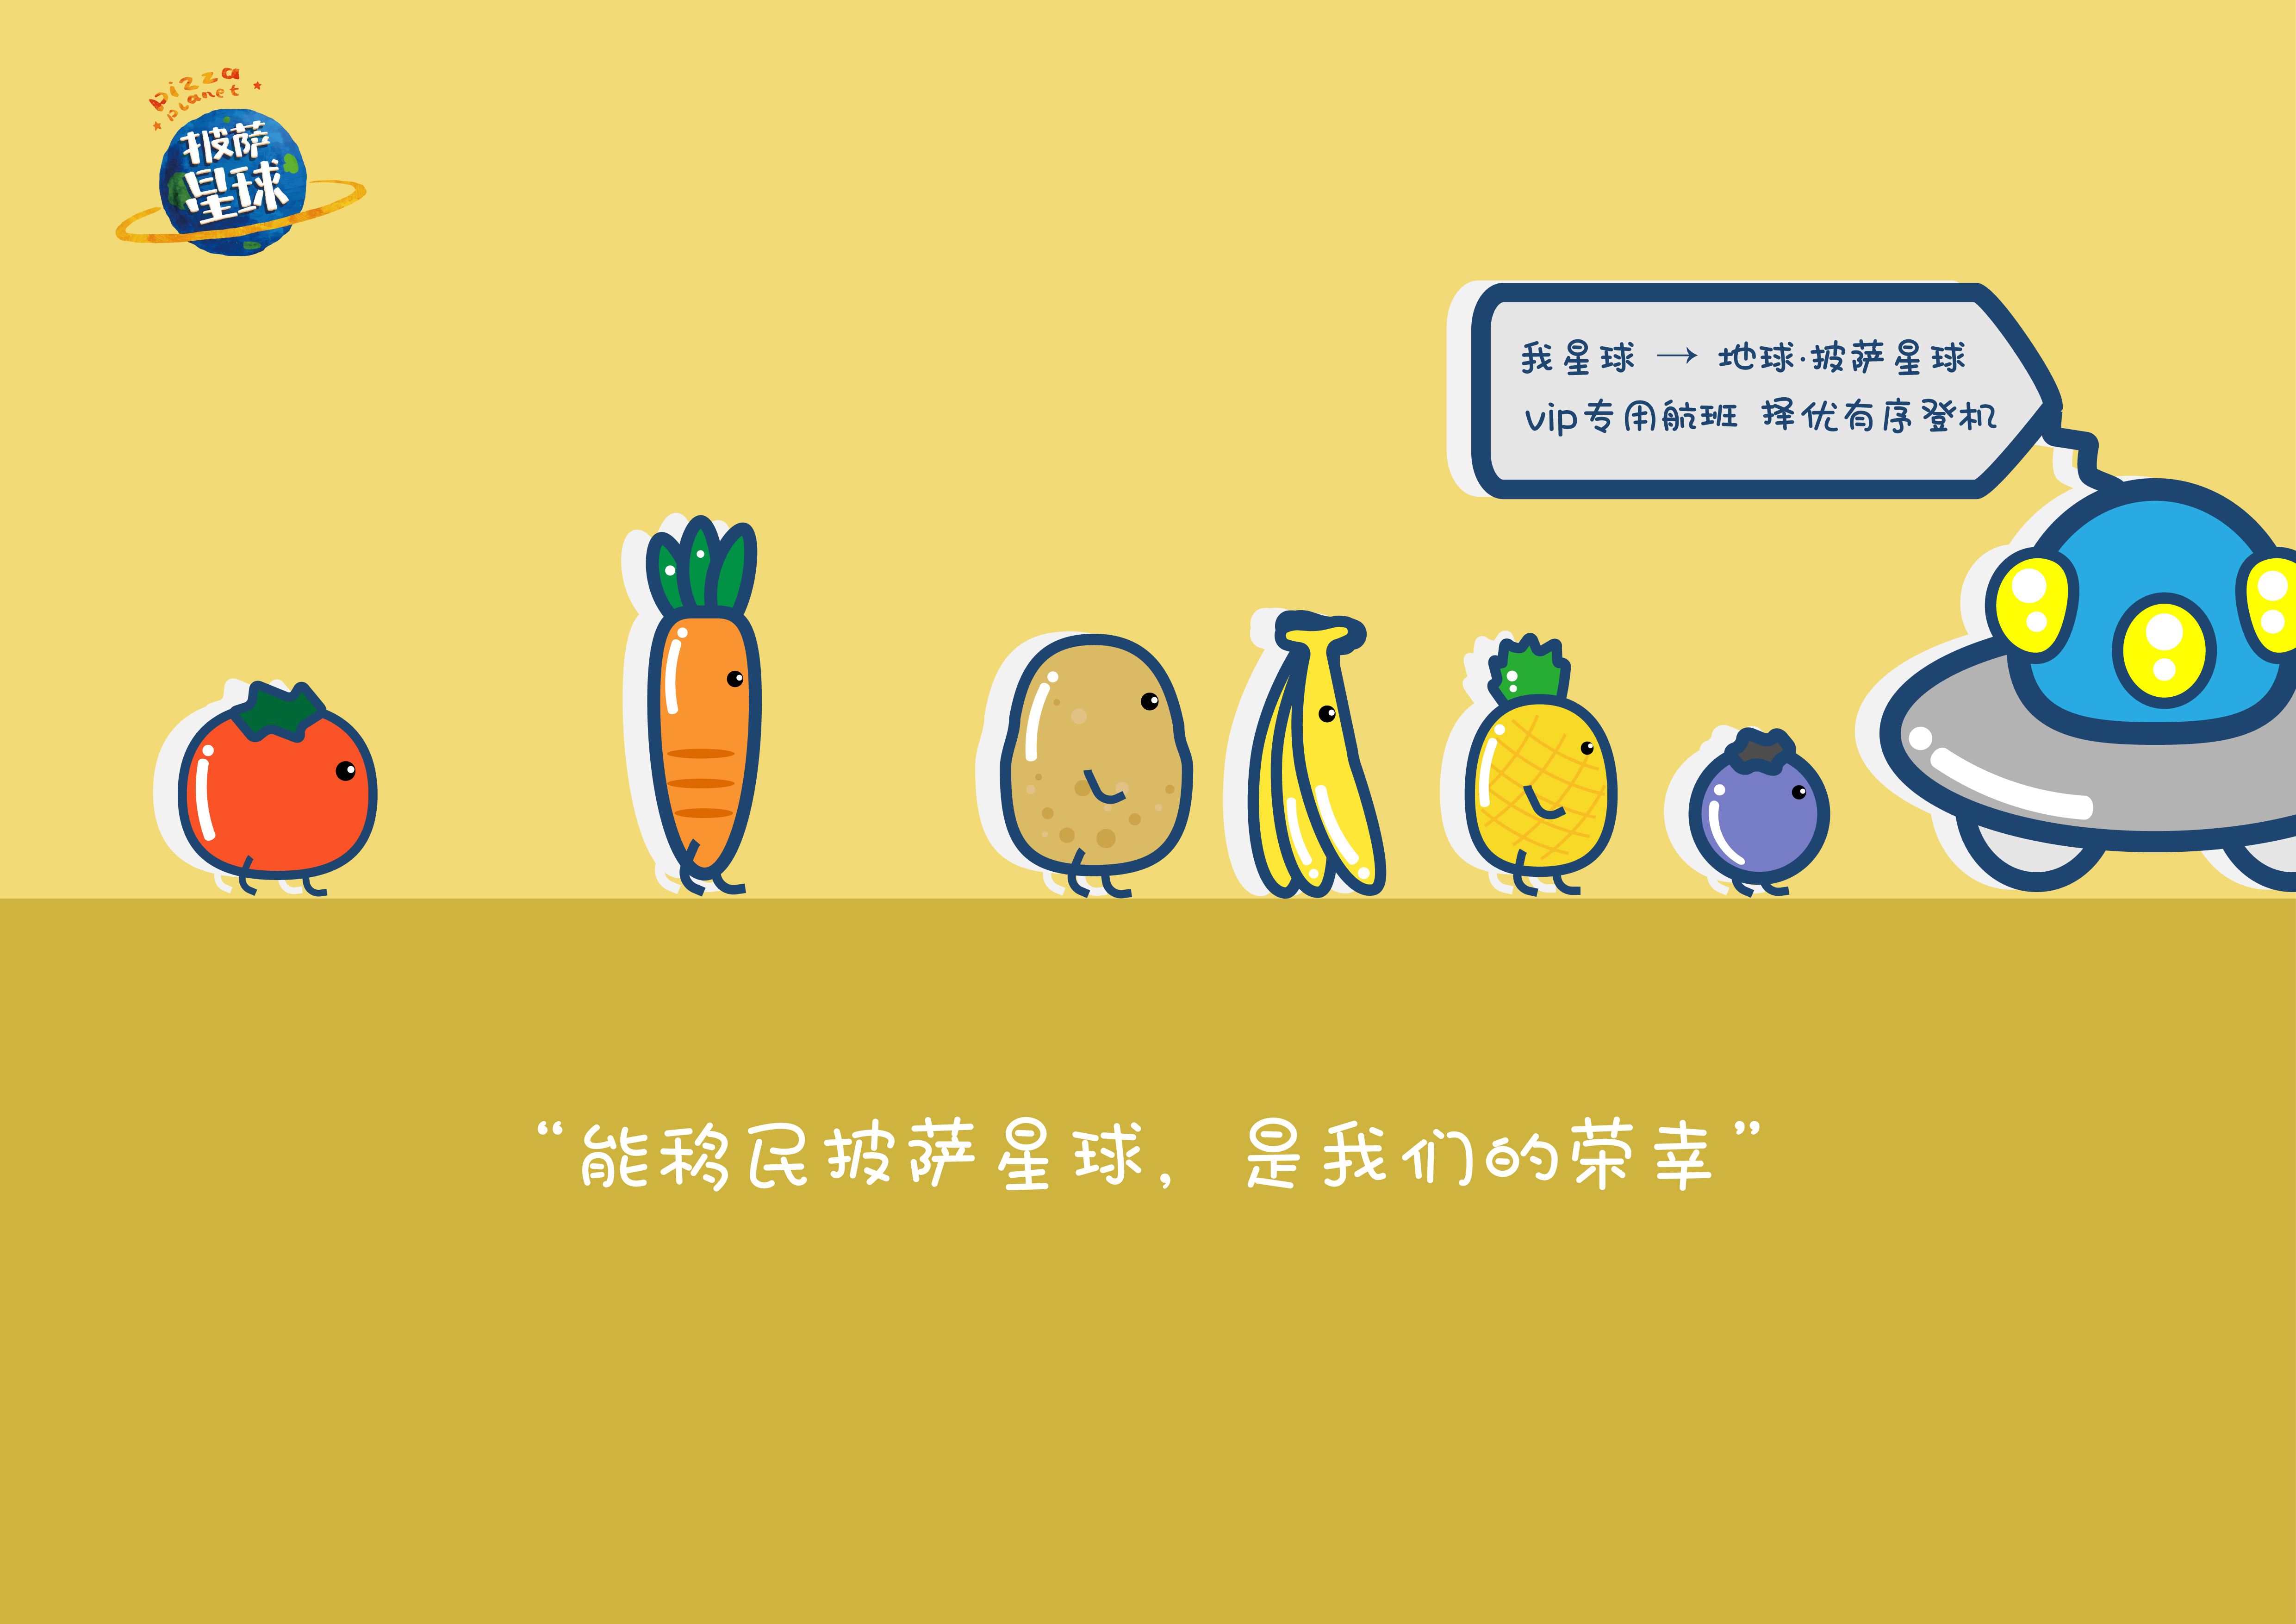 pizza
planet
披萨
星球
我星球 → 地球·披萨星球
vip专用航班 择优有序登机
“能移民披萨星球, 是我们的荣幸”